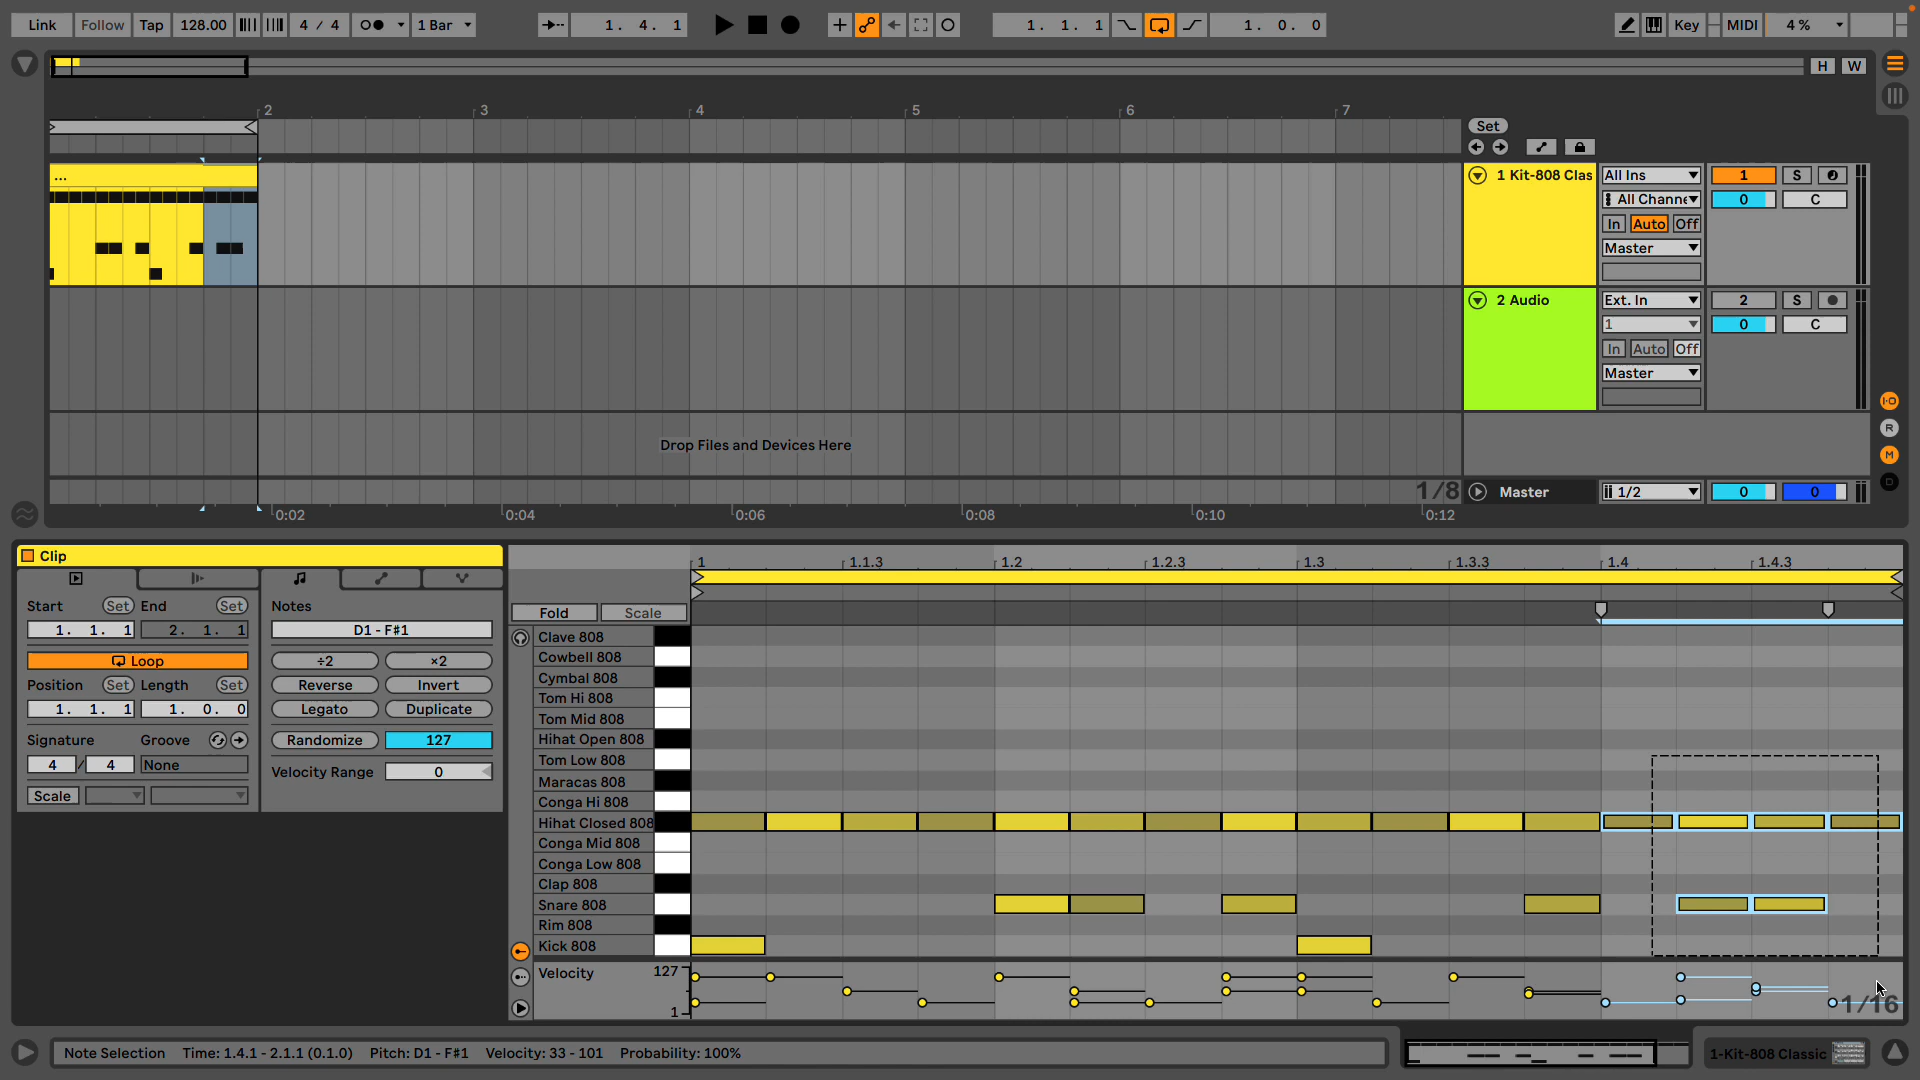 Link Follow Tap 128.00 4 / 4 1 Bar 1. 4. 1 1. 1. 1 1. 0. 0 Key MIDI 4 %
H W
2 3 4 5 6 7
Set
... 1 Kit-808 Clas All Ins 1 S
All Channe 0 C
In Auto Off
Master
2 Audio Ext. In 2 S
1 0 C
In Auto Off
Master
I·O
R
M
D
Drop Files and Devices Here
1/8 Master 1/2 0 0
0:02 0:04 0:06 0:08 0:10 0:12
Clip
1 1.1.3 1.2 1.2.3 1.3 1.3.3 1.4 1.4.3
Start Set End Set Notes
Fold Scale
1. 1. 1 2. 1. 1 D1 - F#1
Loop ÷2 ×2
Position Set Length Set Reverse Invert
1. 1. 1 1. 0. 0 Legato Duplicate
Signature Groove Randomize 127
4 / 4 None Velocity Range 0
Scale
Clave 808
Cowbell 808
Cymbal 808
Tom Hi 808
Tom Mid 808
Hihat Open 808
Tom Low 808
Maracas 808
Conga Hi 808
Hihat Closed 808
Conga Mid 808
Conga Low 808
Clap 808
Snare 808
Rim 808
Kick 808
Velocity 127
1
1/16
Note Selection Time: 1.4.1 - 2.1.1 (0.1.0) Pitch: D1 - F#1 Velocity: 33 - 101 Probability: 100%
1-Kit-808 Classic